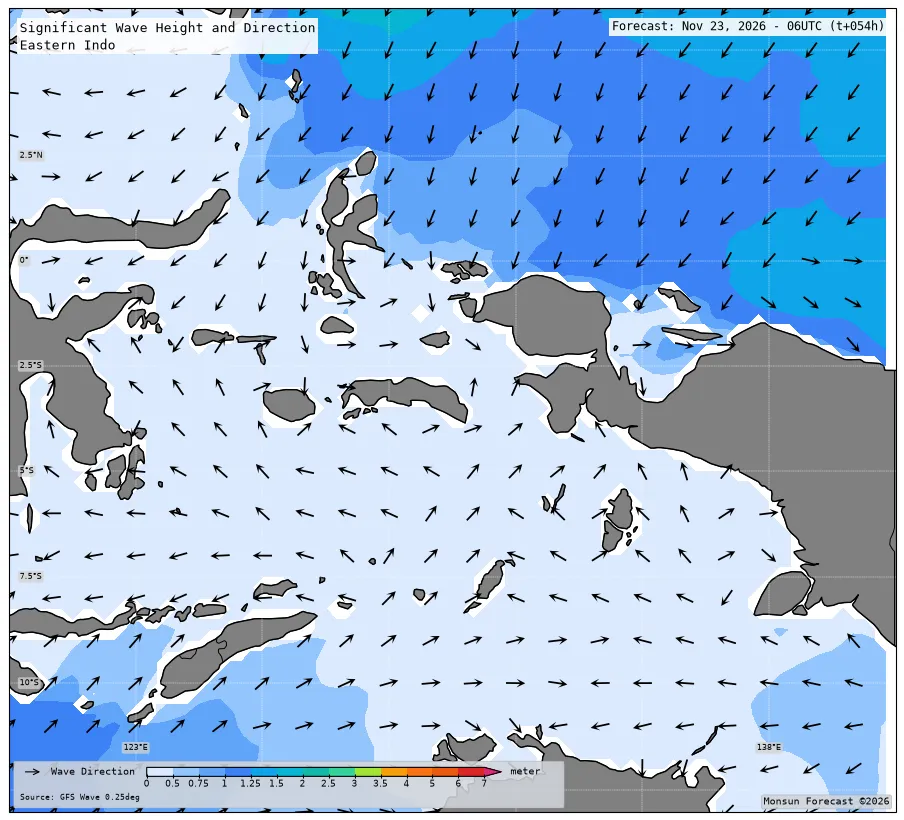 Significant Wave Height and Direction
Eastern Indo
Forecast: Nov 23, 2026 - 06UTC (t+054h)
2.5°N
0°
2.5°S
5°S
7.5°S
10°S
123°E
138°E
Wave Direction
meter
0 0.5 0.75 1 1.25 1.5 2 2.5 3 3.5 4 5 6 7
Source: GFS Wave 0.25deg
Monsun Forecast ©2026